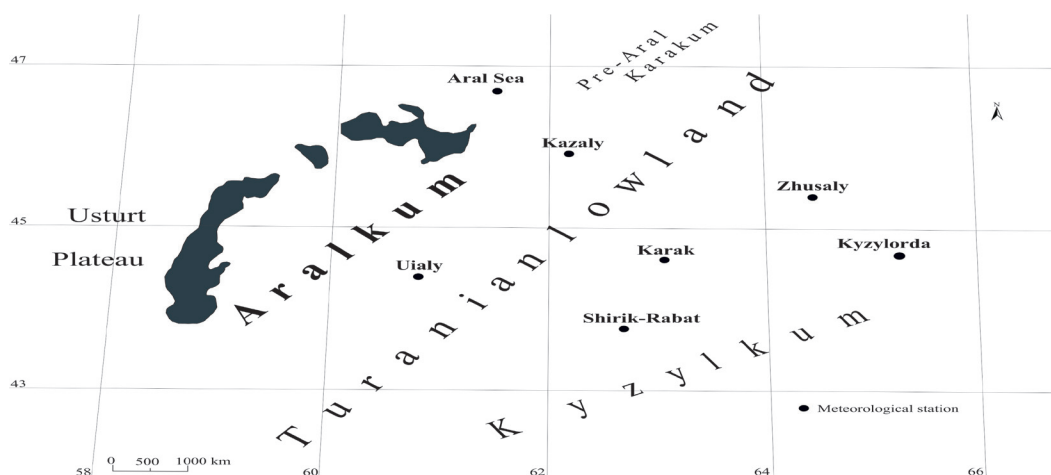 47
Pre-Aral
Karakum
Aral Sea
Kazaly
Zhusaly
Usturt
45
Plateau
Aralkum
Turanian lowland
Karak
Kyzylorda
Uialy
Shirik-Rabat
Kyzylkum
43
Meteorological station
N
0 500 1000 km
58 60 62 64 66